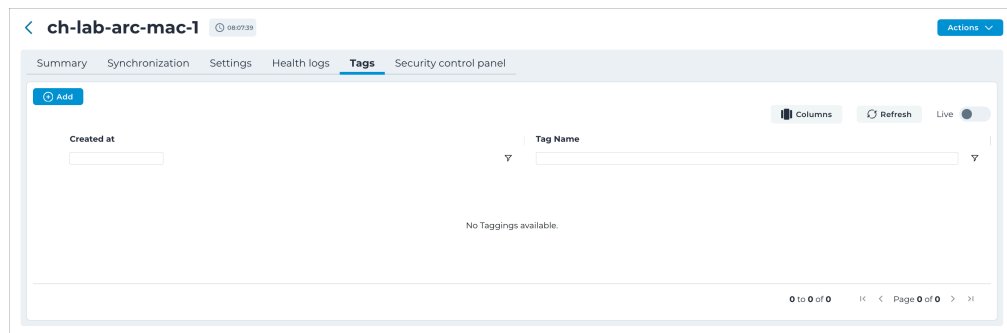 ch-lab-arc-mac-1 08:07:39 Actions
Summary Synchronization Settings Health logs Tags Security control panel
Add
Columns Refresh Live
Created at Tag Name
No Taggings available.
0 to 0 of 0 Page 0 of 0